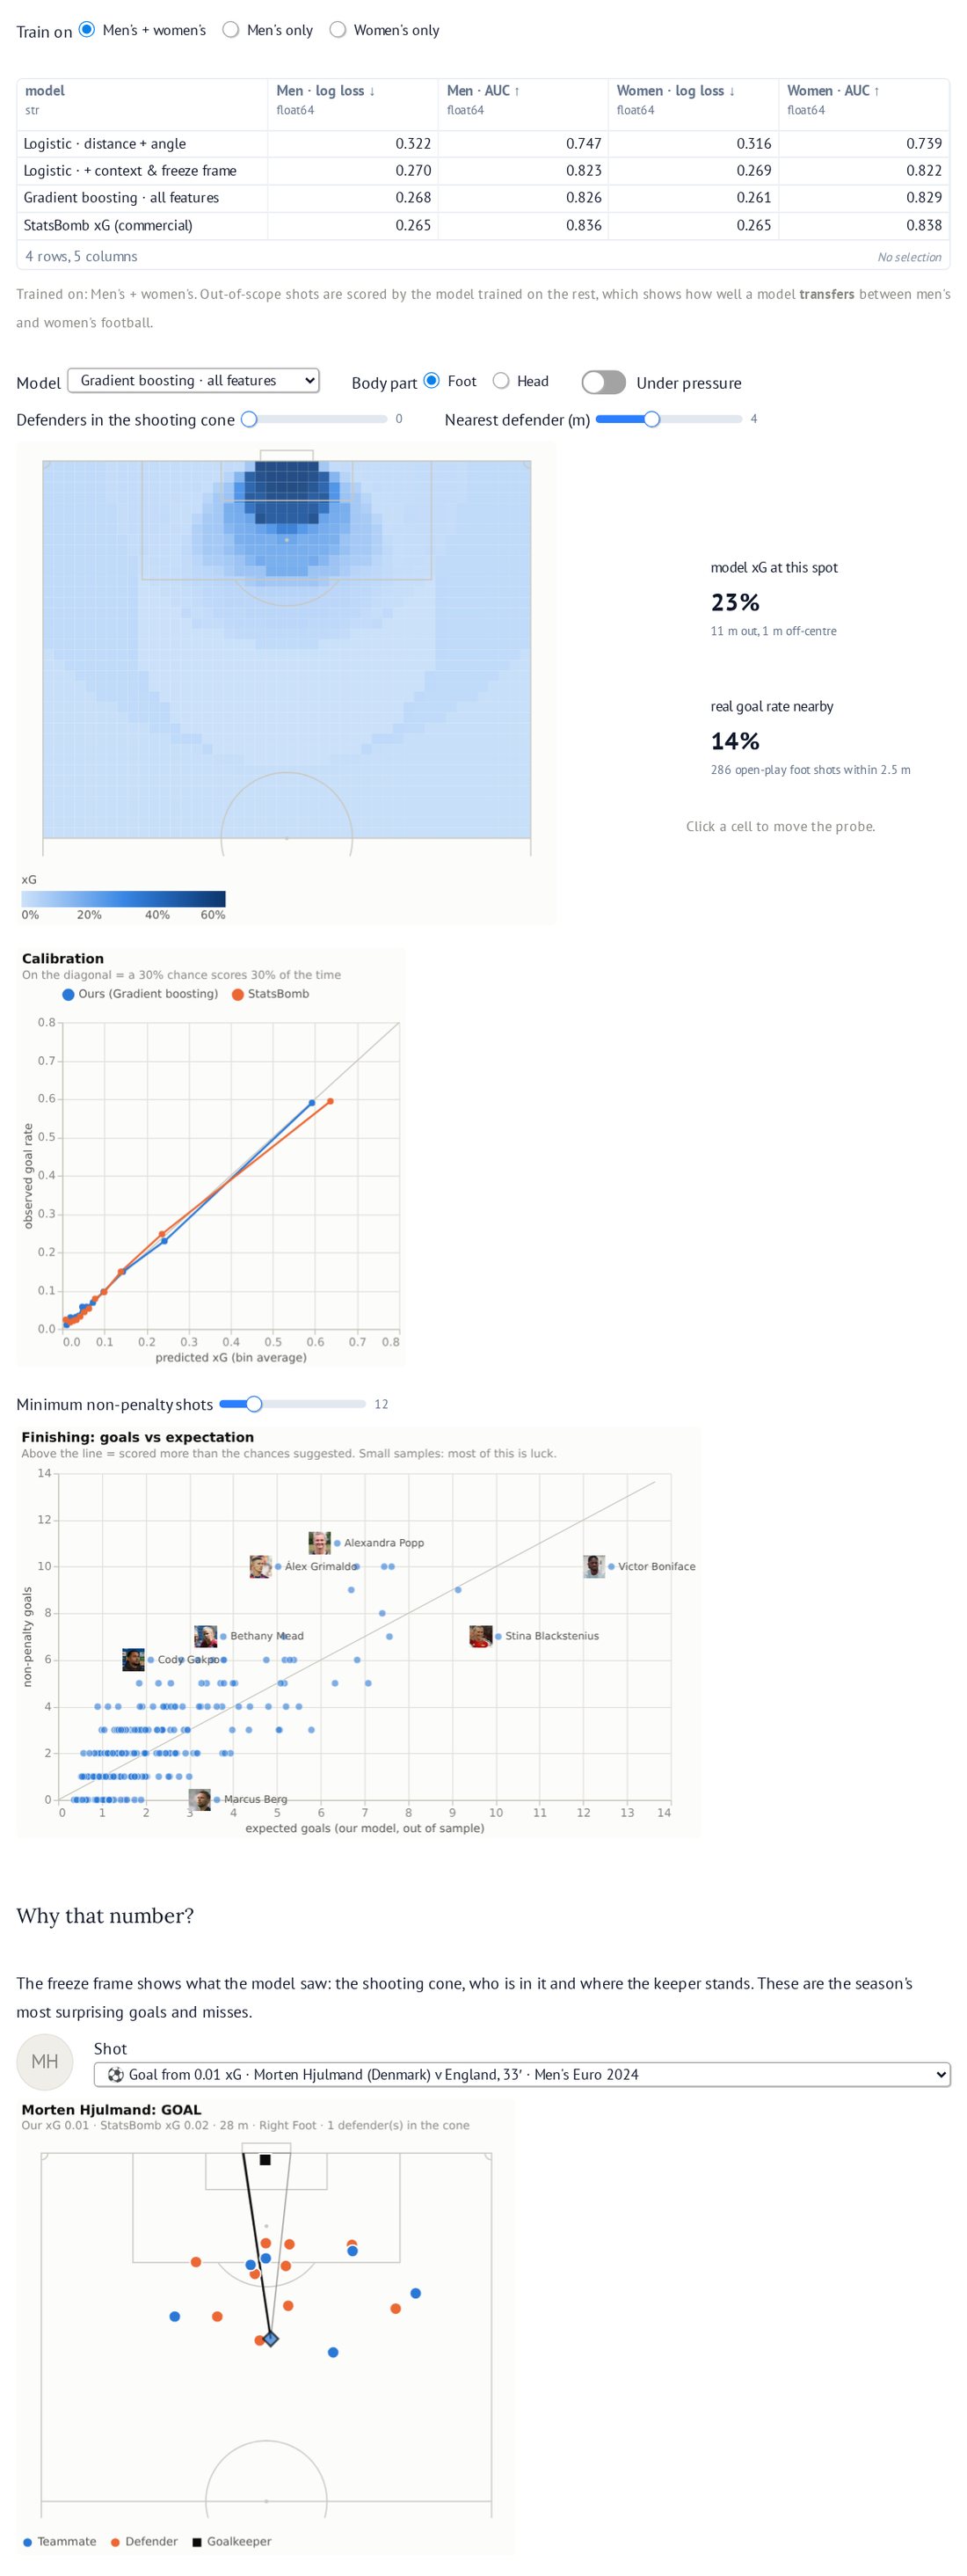 Train on Men's + women's Men's only Women's only
model Men · log loss ↓ Men · AUC ↑ Women · log loss ↓ Women · AUC ↑
str float64 float64 float64 float64
Logistic · distance + angle 0.322 0.747 0.316 0.739
Logistic · + context & freeze frame 0.270 0.823 0.269 0.822
Gradient boosting · all features 0.268 0.826 0.261 0.829
StatsBomb xG (commercial) 0.265 0.836 0.265 0.838
4 rows, 5 columns No selection
Trained on: Men's + women's. Out-of-scope shots are scored by the model trained on the rest, which shows how well a model transfers between men's
and women's football.
Model Gradient boosting · all features Body part Foot Head Under pressure
Defenders in the shooting cone 0 Nearest defender (m) 4
model xG at this spot
23%
11 m out, 1 m off-centre
real goal rate nearby
14%
286 open-play foot shots within 2.5 m
Click a cell to move the probe.
xG
0% 20% 40% 60%
Calibration
On the diagonal = a 30% chance scores 30% of the time
Ours (Gradient boosting) StatsBomb
0.8
0.7
0.6
0.5
0.4
0.3
0.2
0.1
0.0
observed goal rate
0.0 0.1 0.2 0.3 0.4 0.5 0.6 0.7 0.8
predicted xG (bin average)
Minimum non-penalty shots 12
Finishing: goals vs expectation
Above the line = scored more than the chances suggested. Small samples: most of this is luck.
14
12
Alexandra Popp
10 Álex Grimaldo Victor Boniface
8
Bethany Mead Stina Blackstenius
6 Cody Gakpo
4
2
0 Marcus Berg
non-penalty goals
0 1 2 3 4 5 6 7 8 9 10 11 12 13 14
expected goals (our model, out of sample)
Why that number?
The freeze frame shows what the model saw: the shooting cone, who is in it and where the keeper stands. These are the season's
most surprising goals and misses.
MH
Shot
⚽ Goal from 0.01 xG · Morten Hjulmand (Denmark) v England, 33′ · Men's Euro 2024
Morten Hjulmand: GOAL
Our xG 0.01 · StatsBomb xG 0.02 · 28 m · Right Foot · 1 defender(s) in the cone
Teammate Defender Goalkeeper